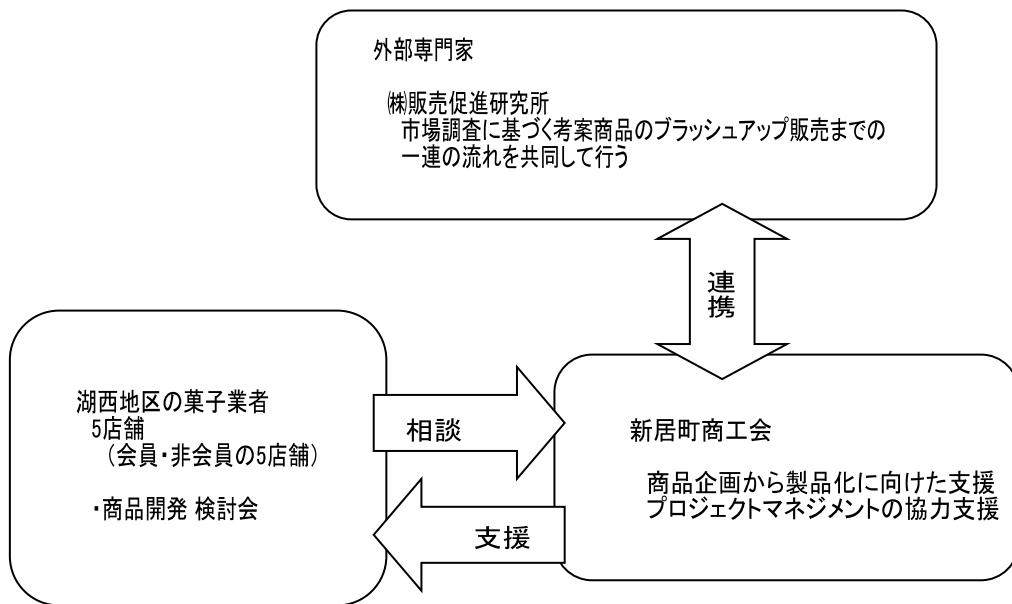 外部専門家
㈱販売促進研究所
市場調査に基づく考案商品のブラッシュアップ販売までの
一連の流れを共同して行う
連携
湖西地区の菓子業者
5店舗
（会員・非会員の5店舗）
・商品開発 検討会
相談
支援
新居町商工会
商品企画から製品化に向けた支援
プロジェクトマネジメントの協力支援